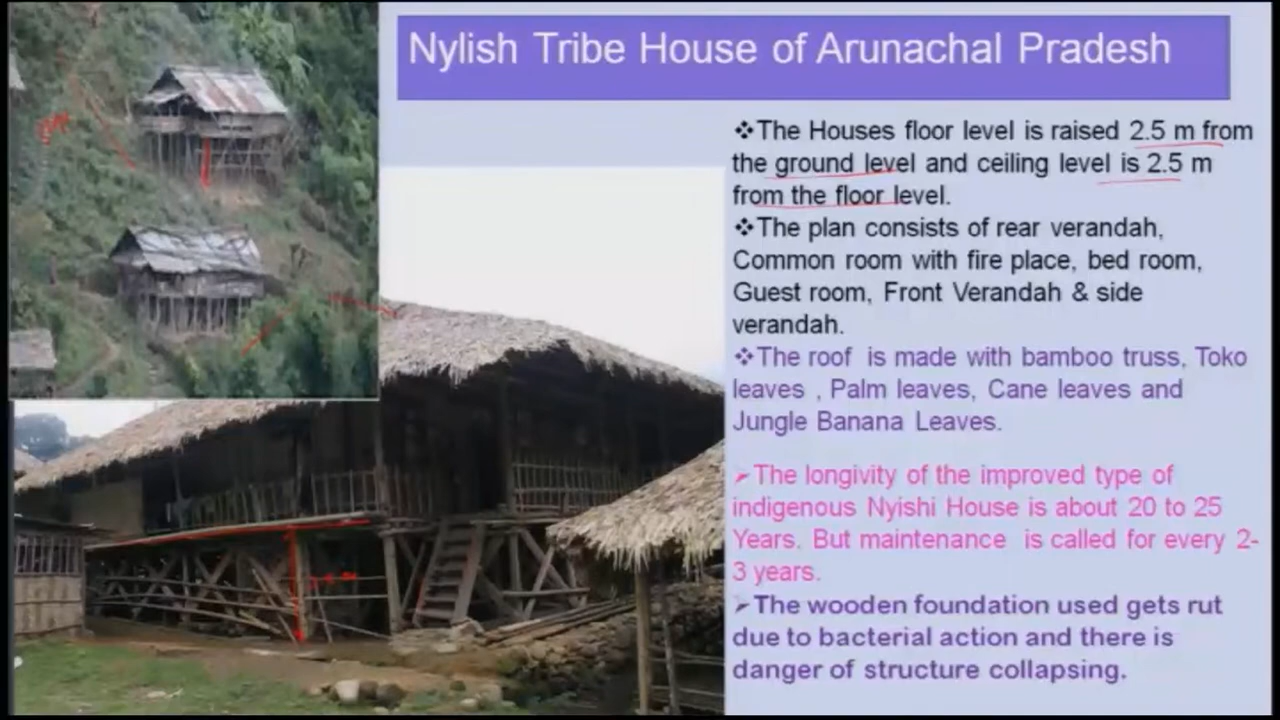 Nylish Tribe House of Arunachal Pradesh
❖The Houses floor level is raised 2.5 m from
the ground level and ceiling level is 2.5 m
from the floor level.
❖The plan consists of rear verandah,
Common room with fire place, bed room,
Guest room, Front Verandah & side
verandah.
❖The roof is made with bamboo truss, Toko
leaves , Palm leaves, Cane leaves and
Jungle Banana Leaves.
➢The longivity of the improved type of
indigenous Nyishi House is about 20 to 25
Years. But maintenance is called for every 2-
3 years.
➢The wooden foundation used gets rut
due to bacterial action and there is
danger of structure collapsing.